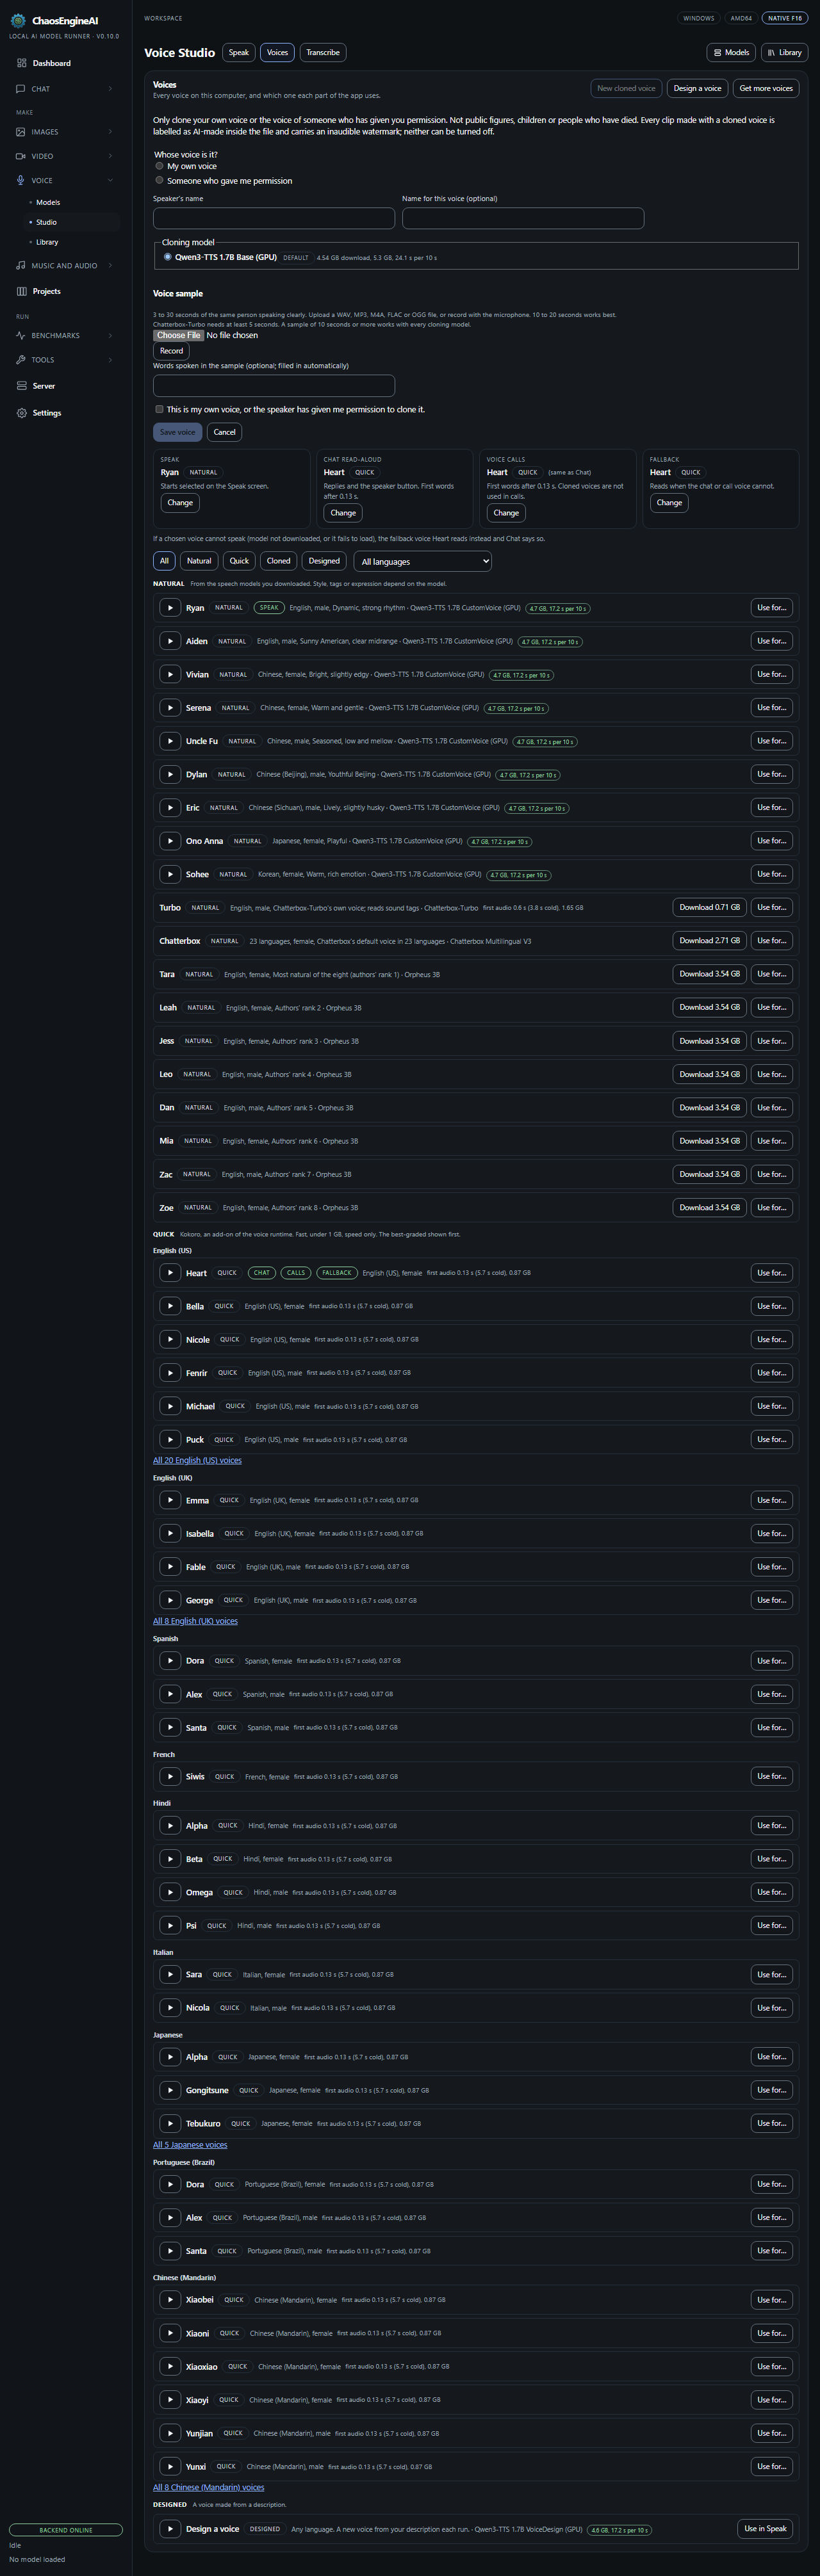 ChaosEngineAI
LOCAL AI MODEL RUNNER · V0.10.0
Dashboard
CHAT
MAKE
IMAGES
VIDEO
VOICE
Models
Studio
Library
MUSIC AND AUDIO
Projects
RUN
BENCHMARKS
TOOLS
Server
Settings
BACKEND ONLINE
Idle
No model loaded
WORKSPACE
WINDOWS
AMD64
NATIVE F16
Voice Studio
Speak
Voices
Transcribe
Models
Library
Voices
Every voice on this computer, and which one each part of the app uses.
New cloned voice
Design a voice
Get more voices
Only clone your own voice or the voice of someone who has given you permission. Not public figures, children or people who have died. Every clip made with a cloned voice is
labelled as AI-made inside the file and carries an inaudible watermark; neither can be turned off.
Whose voice is it?
My own voice
Someone who gave me permission
Speaker's name
Name for this voice (optional)
Cloning model
Qwen3-TTS 1.7B Base (GPU) DEFAULT 4.54 GB download, 5.3 GB, 24.1 s per 10 s
Voice sample
3 to 30 seconds of the same person speaking clearly. Upload a WAV, MP3, M4A, FLAC or OGG file, or record with the microphone. 10 to 20 seconds works best.
Chatterbox-Turbo needs at least 5 seconds. A sample of 10 seconds or more works with every cloning model.
Choose File No file chosen
Record
Words spoken in the sample (optional; filled in automatically)
This is my own voice, or the speaker has given me permission to clone it.
Save voice
Cancel
SPEAK
Ryan NATURAL
Starts selected on the Speak screen.
Change
CHAT READ-ALOUD
Heart QUICK
Replies and the speaker button. First words
after 0.13 s.
Change
VOICE CALLS
Heart QUICK (same as Chat)
First words after 0.13 s. Cloned voices are not
used in calls.
Change
FALLBACK
Heart QUICK
Reads when the chat or call voice cannot.
Change
If a chosen voice cannot speak (model not downloaded, or it fails to load), the fallback voice Heart reads instead and Chat says so.
All
Natural
Quick
Cloned
Designed
All languages
NATURAL From the speech models you downloaded. Style, tags or expression depend on the model.
Ryan NATURAL SPEAK English, male, Dynamic, strong rhythm · Qwen3-TTS 1.7B CustomVoice (GPU) 4.7 GB, 17.2 s per 10 s Use for...
Aiden NATURAL English, male, Sunny American, clear midrange · Qwen3-TTS 1.7B CustomVoice (GPU) 4.7 GB, 17.2 s per 10 s Use for...
Vivian NATURAL Chinese, female, Bright, slightly edgy · Qwen3-TTS 1.7B CustomVoice (GPU) 4.7 GB, 17.2 s per 10 s Use for...
Serena NATURAL Chinese, female, Warm and gentle · Qwen3-TTS 1.7B CustomVoice (GPU) 4.7 GB, 17.2 s per 10 s Use for...
Uncle Fu NATURAL Chinese, male, Seasoned, low and mellow · Qwen3-TTS 1.7B CustomVoice (GPU) 4.7 GB, 17.2 s per 10 s Use for...
Dylan NATURAL Chinese (Beijing), male, Youthful Beijing · Qwen3-TTS 1.7B CustomVoice (GPU) 4.7 GB, 17.2 s per 10 s Use for...
Eric NATURAL Chinese (Sichuan), male, Lively, slightly husky · Qwen3-TTS 1.7B CustomVoice (GPU) 4.7 GB, 17.2 s per 10 s Use for...
Ono Anna NATURAL Japanese, female, Playful · Qwen3-TTS 1.7B CustomVoice (GPU) 4.7 GB, 17.2 s per 10 s Use for...
Sohee NATURAL Korean, female, Warm, rich emotion · Qwen3-TTS 1.7B CustomVoice (GPU) 4.7 GB, 17.2 s per 10 s Use for...
Turbo NATURAL English, male, Chatterbox-Turbo's own voice; reads sound tags · Chatterbox-Turbo first audio 0.6 s (3.8 s cold), 1.65 GB Download 0.71 GB Use for...
Chatterbox NATURAL 23 languages, female, Chatterbox's default voice in 23 languages · Chatterbox Multilingual V3 Download 2.71 GB Use for...
Tara NATURAL English, female, Most natural of the eight (authors' rank 1) · Orpheus 3B Download 3.54 GB Use for...
Leah NATURAL English, female, Authors' rank 2 · Orpheus 3B Download 3.54 GB Use for...
Jess NATURAL English, female, Authors' rank 3 · Orpheus 3B Download 3.54 GB Use for...
Leo NATURAL English, male, Authors' rank 4 · Orpheus 3B Download 3.54 GB Use for...
Dan NATURAL English, male, Authors' rank 5 · Orpheus 3B Download 3.54 GB Use for...
Mia NATURAL English, female, Authors' rank 6 · Orpheus 3B Download 3.54 GB Use for...
Zac NATURAL English, male, Authors' rank 7 · Orpheus 3B Download 3.54 GB Use for...
Zoe NATURAL English, female, Authors' rank 8 · Orpheus 3B Download 3.54 GB Use for...
QUICK Kokoro, an add-on of the voice runtime. Fast, under 1 GB, speed only. The best-graded shown first.
English (US)
Heart QUICK CHAT CALLS FALLBACK English (US), female first audio 0.13 s (5.7 s cold), 0.87 GB Use for...
Bella QUICK English (US), female first audio 0.13 s (5.7 s cold), 0.87 GB Use for...
Nicole QUICK English (US), female first audio 0.13 s (5.7 s cold), 0.87 GB Use for...
Fenrir QUICK English (US), male first audio 0.13 s (5.7 s cold), 0.87 GB Use for...
Michael QUICK English (US), male first audio 0.13 s (5.7 s cold), 0.87 GB Use for...
Puck QUICK English (US), male first audio 0.13 s (5.7 s cold), 0.87 GB Use for...
All 20 English (US) voices
English (UK)
Emma QUICK English (UK), female first audio 0.13 s (5.7 s cold), 0.87 GB Use for...
Isabella QUICK English (UK), female first audio 0.13 s (5.7 s cold), 0.87 GB Use for...
Fable QUICK English (UK), male first audio 0.13 s (5.7 s cold), 0.87 GB Use for...
George QUICK English (UK), male first audio 0.13 s (5.7 s cold), 0.87 GB Use for...
All 8 English (UK) voices
Spanish
Dora QUICK Spanish, female first audio 0.13 s (5.7 s cold), 0.87 GB Use for...
Alex QUICK Spanish, male first audio 0.13 s (5.7 s cold), 0.87 GB Use for...
Santa QUICK Spanish, male first audio 0.13 s (5.7 s cold), 0.87 GB Use for...
French
Siwis QUICK French, female first audio 0.13 s (5.7 s cold), 0.87 GB Use for...
Hindi
Alpha QUICK Hindi, female first audio 0.13 s (5.7 s cold), 0.87 GB Use for...
Beta QUICK Hindi, female first audio 0.13 s (5.7 s cold), 0.87 GB Use for...
Omega QUICK Hindi, male first audio 0.13 s (5.7 s cold), 0.87 GB Use for...
Psi QUICK Hindi, male first audio 0.13 s (5.7 s cold), 0.87 GB Use for...
Italian
Sara QUICK Italian, female first audio 0.13 s (5.7 s cold), 0.87 GB Use for...
Nicola QUICK Italian, male first audio 0.13 s (5.7 s cold), 0.87 GB Use for...
Japanese
Alpha QUICK Japanese, female first audio 0.13 s (5.7 s cold), 0.87 GB Use for...
Gongitsune QUICK Japanese, female first audio 0.13 s (5.7 s cold), 0.87 GB Use for...
Tebukuro QUICK Japanese, female first audio 0.13 s (5.7 s cold), 0.87 GB Use for...
All 5 Japanese voices
Portuguese (Brazil)
Dora QUICK Portuguese (Brazil), female first audio 0.13 s (5.7 s cold), 0.87 GB Use for...
Alex QUICK Portuguese (Brazil), male first audio 0.13 s (5.7 s cold), 0.87 GB Use for...
Santa QUICK Portuguese (Brazil), male first audio 0.13 s (5.7 s cold), 0.87 GB Use for...
Chinese (Mandarin)
Xiaobei QUICK Chinese (Mandarin), female first audio 0.13 s (5.7 s cold), 0.87 GB Use for...
Xiaoni QUICK Chinese (Mandarin), female first audio 0.13 s (5.7 s cold), 0.87 GB Use for...
Xiaoxiao QUICK Chinese (Mandarin), female first audio 0.13 s (5.7 s cold), 0.87 GB Use for...
Xiaoyi QUICK Chinese (Mandarin), female first audio 0.13 s (5.7 s cold), 0.87 GB Use for...
Yunjian QUICK Chinese (Mandarin), male first audio 0.13 s (5.7 s cold), 0.87 GB Use for...
Yunxi QUICK Chinese (Mandarin), male first audio 0.13 s (5.7 s cold), 0.87 GB Use for...
All 8 Chinese (Mandarin) voices
DESIGNED A voice made from a description.
Design a voice DESIGNED Any language. A new voice from your description each run. · Qwen3-TTS 1.7B VoiceDesign (GPU) 4.6 GB, 17.2 s per 10 s Use in Speak